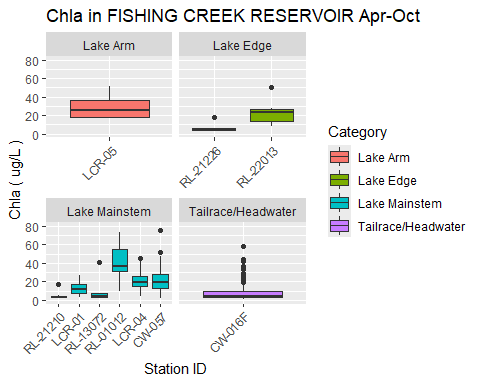 Chla in FISHING CREEK RESERVOIR Apr-Oct
Lake Arm
Lake Edge
80
60
40
20
0
LCR-05
RL-21226
RL-22013
Chla ( ug/L )
Lake Mainstem
Tailrace/Headwater
80
60
40
20
0
RL-21210
LCR-01
RL-13072
RL-01012
LCR-04
CW-057
CW-016F
Station ID
Category
Lake Arm
Lake Edge
Lake Mainstem
Tailrace/Headwater